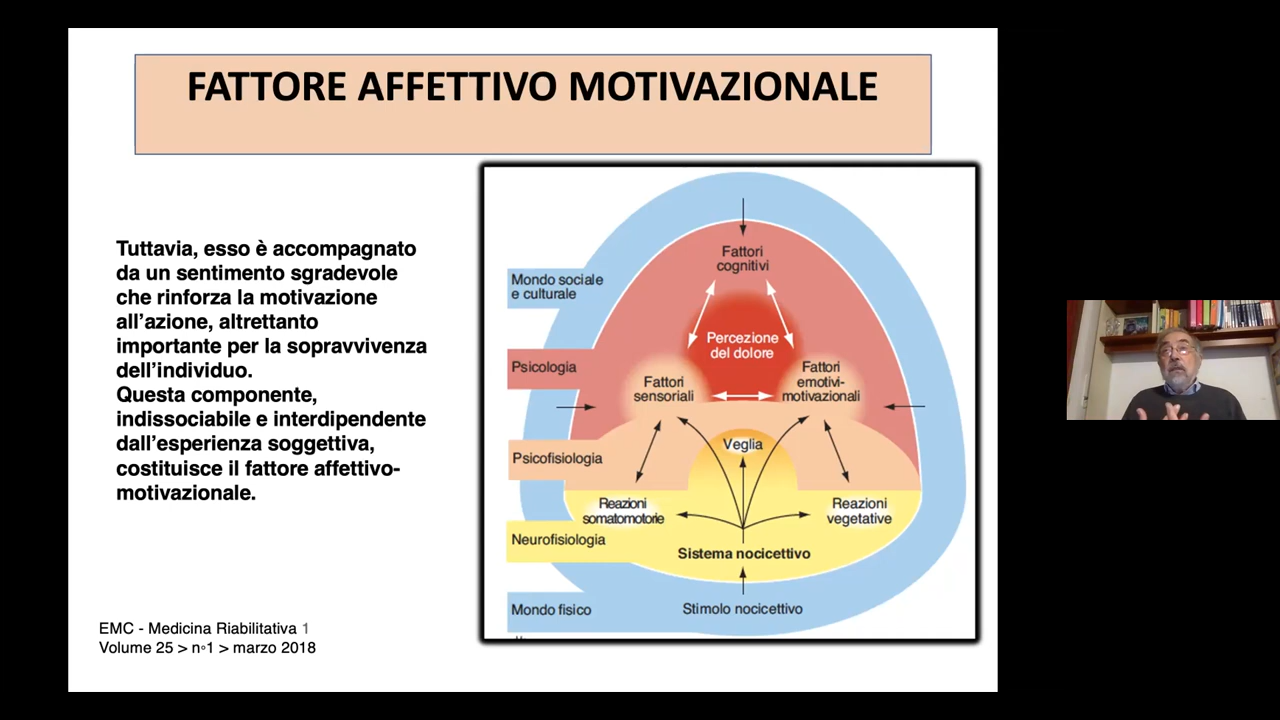 FATTORE AFFETTIVO MOTIVAZIONALE
Tuttavia, esso è accompagnato
da un sentimento sgradevole
che rinforza la motivazione
all’azione, altrettanto
importante per la sopravvivenza
dell’individuo.
Questa componente,
indissociabile e interdipendente
dall’esperienza soggettiva,
costituisce il fattore affettivo-
motivazionale.
EMC - Medicina Riabilitativa 1
Volume 25 > n°1 > marzo 2018
Fattori
cognitivi
Mondo sociale
e culturale
Percezione
del dolore
Psicologia
Fattori
sensoriali
Fattori
emotivi-
motivazionali
Veglia
Psicofisiologia
Reazioni
somatomotorie
Reazioni
vegetative
Neurofisiologia
Sistema nocicettivo
Mondo fisico
Stimolo nocicettivo